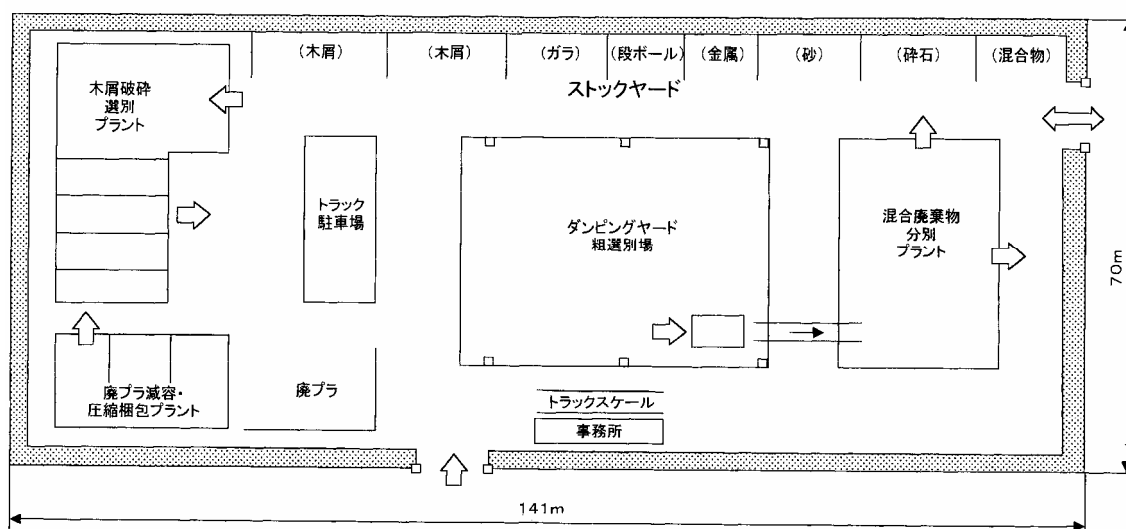 (木屑)
(木屑)
(ガラ)
(段ボール)
(金属)
(砂)
(砕石)
(混合物)
ストックヤード
木屑破砕
選別
プラント
トラック
駐車場
ダンピングヤード
粗選別場
混合廃棄物
分別
プラント
70m
廃プラ減容・
圧縮梱包プラント
廃プラ
トラックスケール
事務所
141m